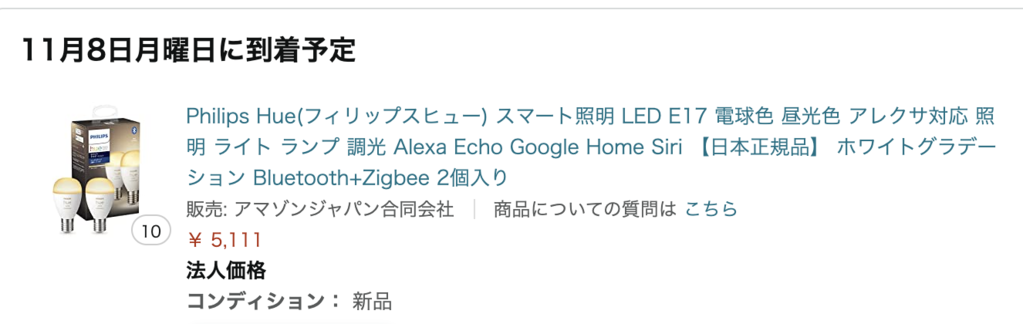 11月8日月曜日に到着予定
Philips Hue(フィリップスヒュー) スマート照明 LED E17 電球色 昼光色 アレクサ対応 照
明 ライト ランプ 調光 Alexa Echo Google Home Siri 【日本正規品】 ホワイトグラデー
ション Bluetooth+Zigbee 2個入り
販売: アマゾンジャパン合同会社 | 商品についての質問は こちら
¥ 5,111
法人価格
コンディション： 新品
PHILIPS
10